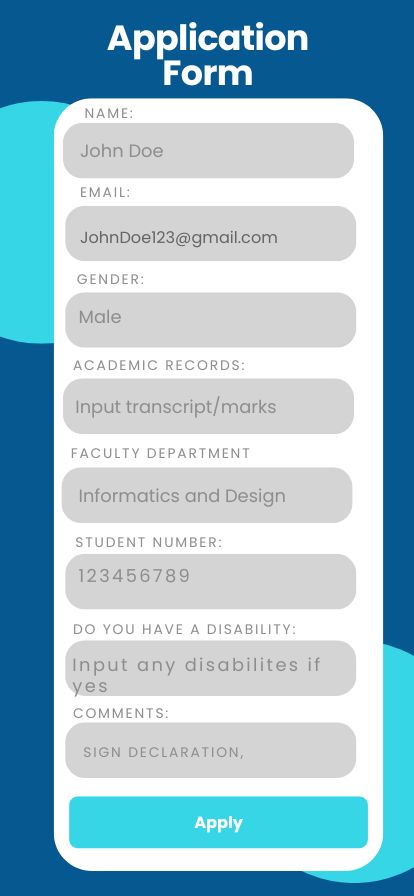 Application
Form
NAME:
John Doe
EMAIL:
JohnDoe123@gmail.com
GENDER:
Male
ACADEMIC RECORDS:
Input transcript/marks
FACULTY DEPARTMENT
Informatics and Design
STUDENT NUMBER:
123456789
DO YOU HAVE A DISABILITY:
Input any disabilites if
yes
COMMENTS:
SIGN DECLARATION,
Apply